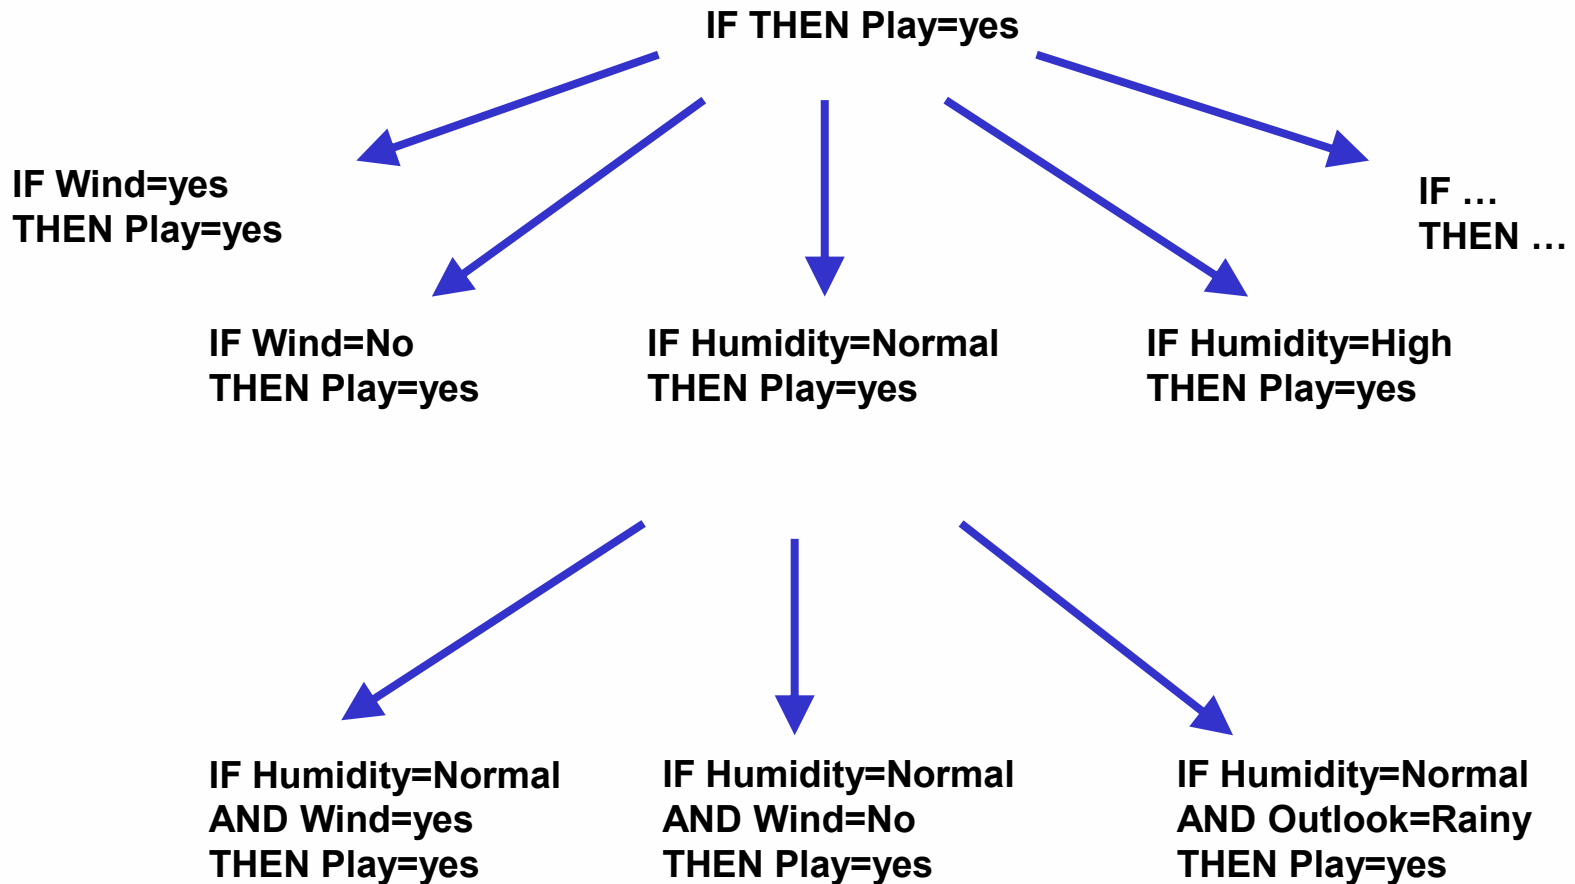 IF THEN Play=yes
IF Wind=yes
THEN Play=yes
IF …
THEN …
IF Wind=No
THEN Play=yes
IF Humidity=Normal
THEN Play=yes
IF Humidity=High
THEN Play=yes
IF Humidity=Normal
AND Wind=yes
THEN Play=yes
IF Humidity=Normal
AND Wind=No
THEN Play=yes
IF Humidity=Normal
AND Outlook=Rainy
THEN Play=yes